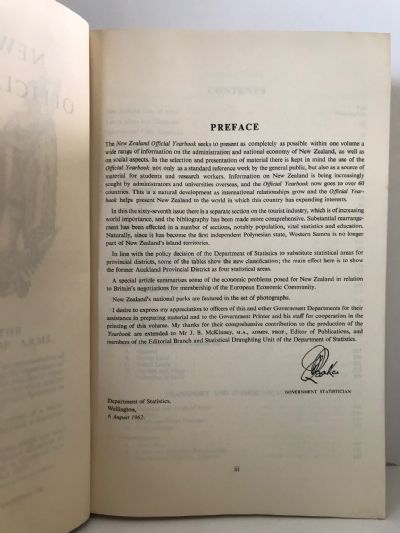 PREFACE
The New Zealand Official Yearbook seeks to present as completely as possible within one volume a
wide range of information on the administration and national economy of New Zealand, as well as
on social aspects. In the selection and presentation of material there is kept in mind the use of the
Official Yearbook not only as a standard reference work by the general public, but also as a source of
material for students and research workers. Information on New Zealand is being increasingly
sought by administrators and universities overseas, and the Official Yearbook now goes to over 60
countries. This is a natural development as international relationships grow and the Official Year-
book helps present New Zealand to the world in which this country has expanding interests.
In this the sixty-seventh issue there is a separate section on the tourist industry, which is of increasing
world importance, and the bibliography has been made more comprehensive. Substantial rearrange-
ment has been effected in a number of sections, notably population, vital statistics and education.
Naturally, since it has become the first independent Polynesian state, Western Samoa is no longer
part of New Zealand's island territories.
In line with the policy of the Department of Statistics to substitute statistical areas for
provincial districts, some of the tables show the new classification; the main effect here is to show
the former Auckland Provincial District as four statistical areas.
A special article summarises some of the economic problems posed for New Zealand in relation
to Britain's negotiations for membership of the European Economic Community.
New Zealand's national parks are featured in the set of photographs.
I desire to express my appreciation to officers of this and other Government Departments for their
assistance in preparing material and to the Government Printer and his staff for cooperation in the
printing of this volume. My thanks for their comprehensive contribution to the production of the
Yearbook are extended to Mr J. B. McKinney, M.A., ADMIN. PROF., Editor of Publications, and
members of the Editorial Branch and Statistical Draughting Unit of the Department of Statistics.
GOVERNMENT STATISTICIAN
Department of Statistics,
Wellington,
6 August 1962.
iii